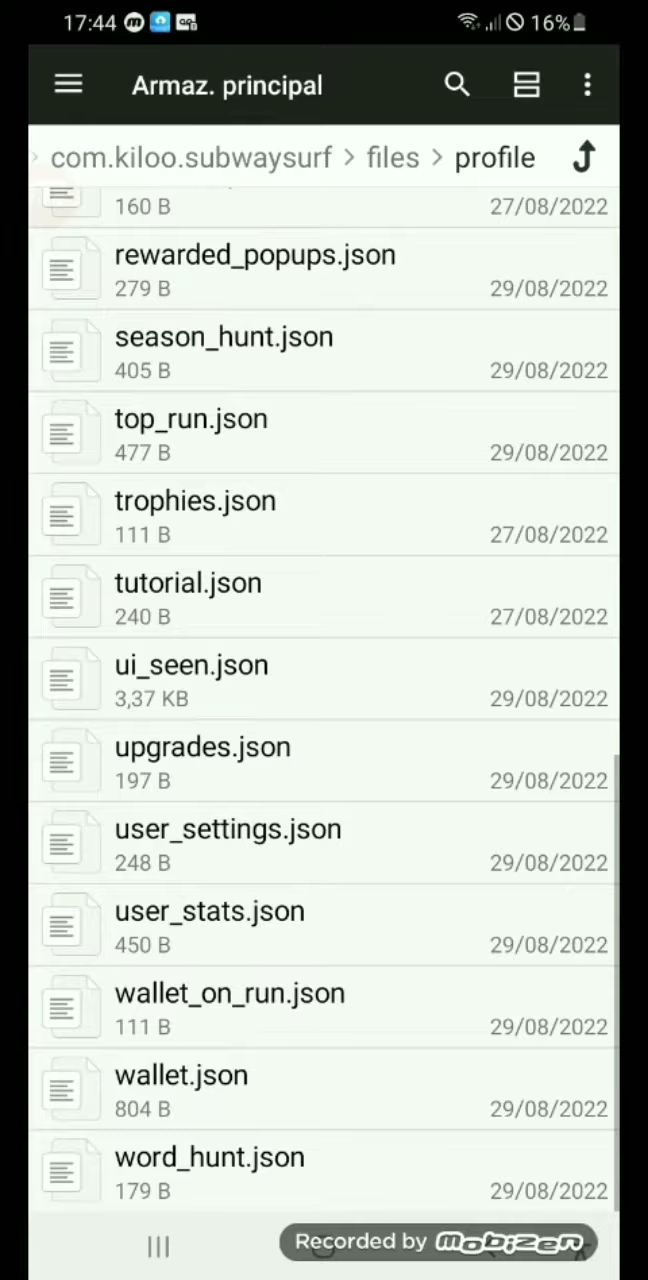 17:44
16%
Armaz. principal
com.kiloo.subwaysurf > files > profile
160 B 27/08/2022
rewarded_popups.json
279 B 29/08/2022
season_hunt.json
405 B 29/08/2022
top_run.json
477 B 29/08/2022
trophies.json
111 B 27/08/2022
tutorial.json
240 B 27/08/2022
ui_seen.json
3,37 KB 29/08/2022
upgrades.json
197 B 29/08/2022
user_settings.json
248 B 29/08/2022
user_stats.json
450 B 29/08/2022
wallet_on_run.json
111 B 29/08/2022
wallet.json
804 B 29/08/2022
word_hunt.json
179 B 29/08/2022
Recorded by mobizen